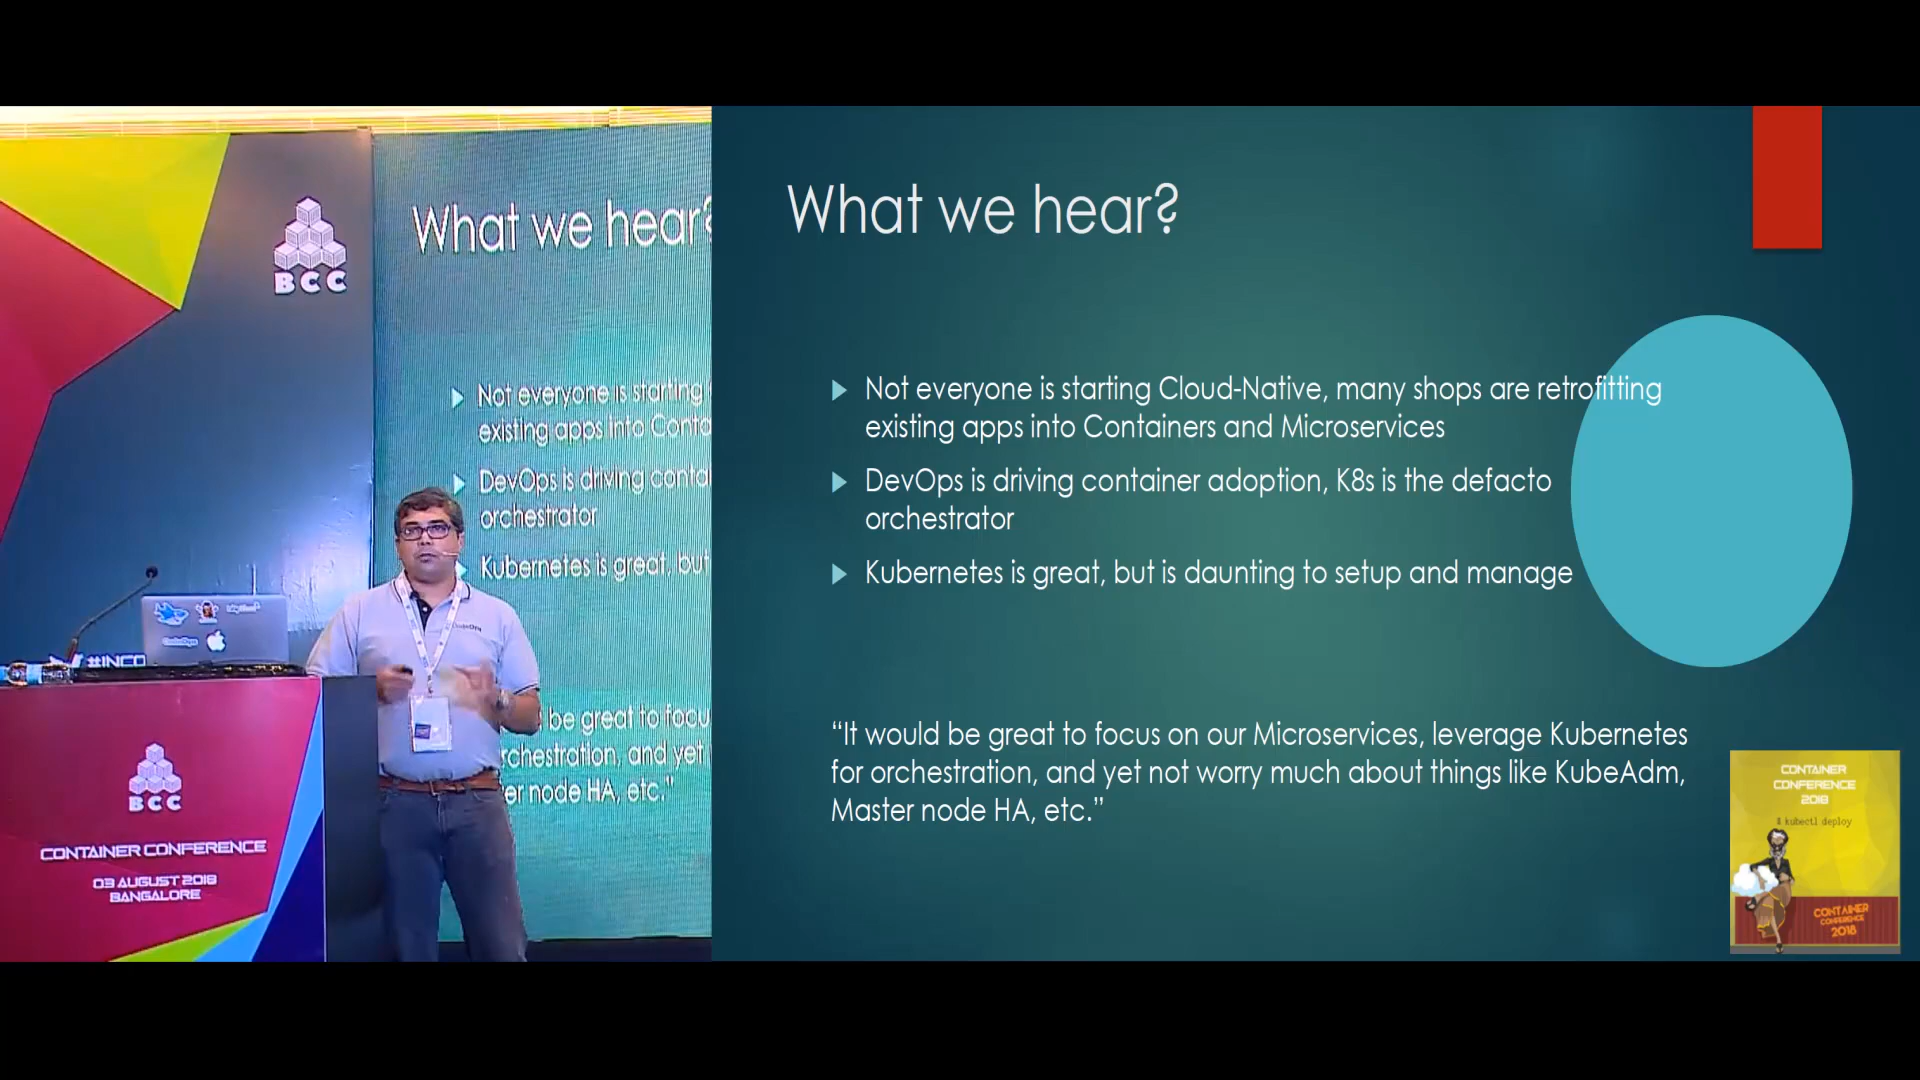 What we hear?
Not everyone is starting Cloud-Native, many shops are retrofitting
existing apps into Containers and Microservices
DevOps is driving container adoption, K8s is the defacto
orchestrator
Kubernetes is great, but is daunting to setup and manage
“It would be great to focus on our Microservices, leverage Kubernetes
for orchestration, and yet not worry much about things like KubeAdm,
Master node HA, etc.”
CONTAINER
CONFERENCE
2018
$ kubectl deploy
CONTAINER
CONFERENCE
2018
BCC
What we hear?
Not everyone is starting
existing apps into Conta
DevOps is driving contai
orchestrator
Kubernetes is great, but
be great to focu
rchestration, and yet
er node HA, etc.”
#INCO
BCC
CONTAINER CONFERENCE
03 AUGUST 2018
BANGALORE
CodeOps